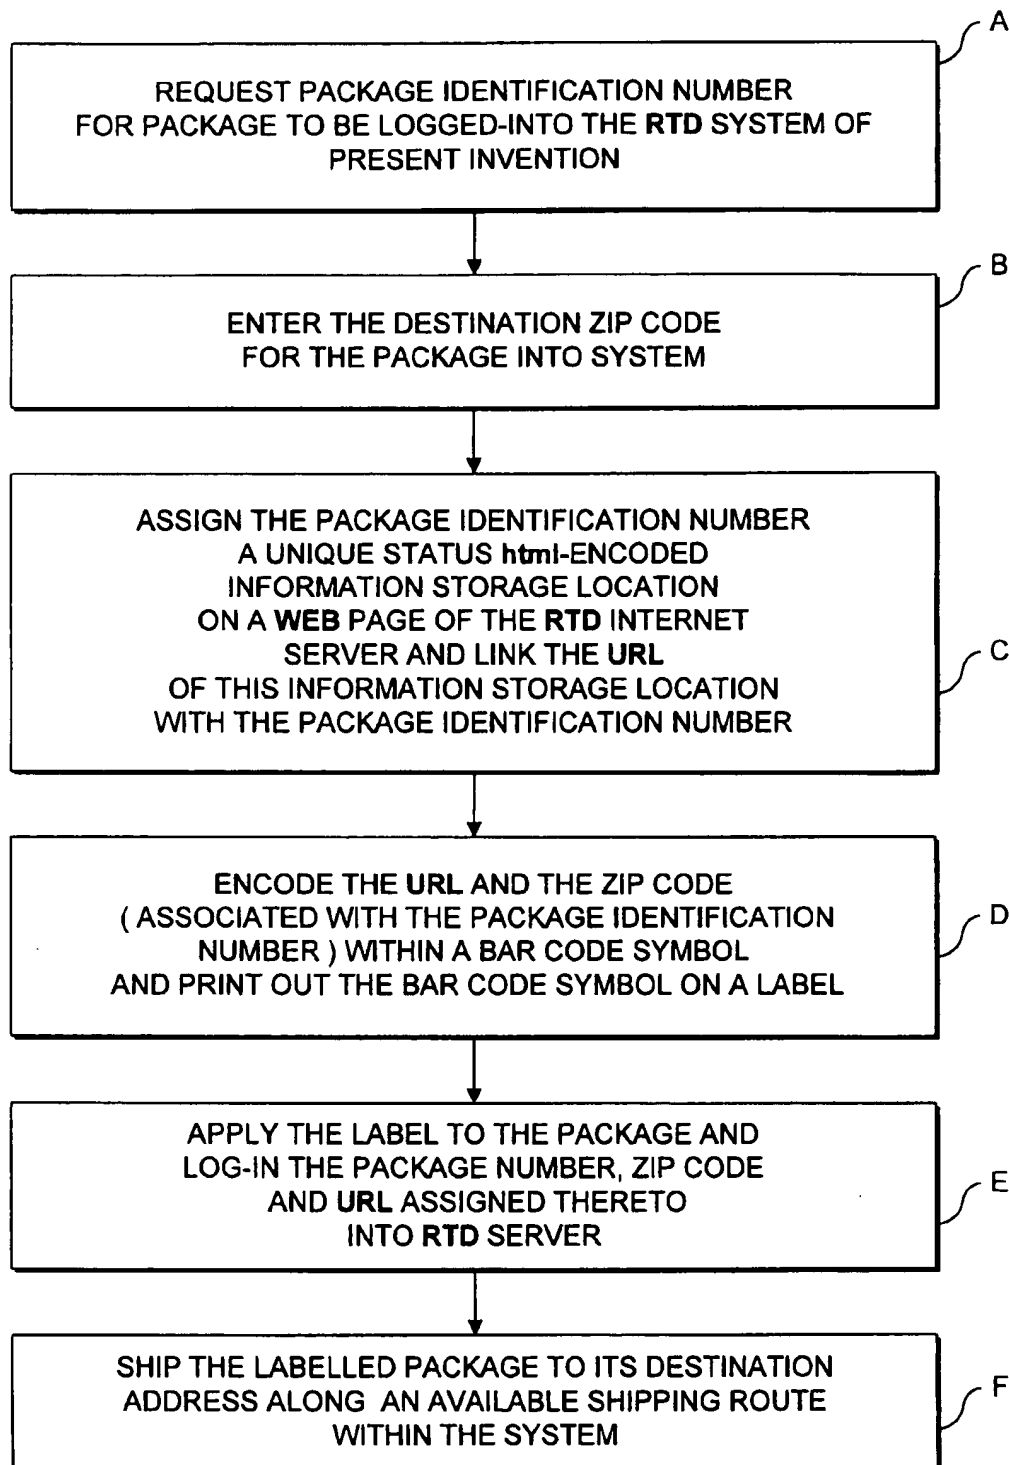 A
REQUEST PACKAGE IDENTIFICATION NUMBER
FOR PACKAGE TO BE LOGGED-INTO THE RTD SYSTEM OF
PRESENT INVENTION
B
ENTER THE DESTINATION ZIP CODE
FOR THE PACKAGE INTO SYSTEM
ASSIGN THE PACKAGE IDENTIFICATION NUMBER
A UNIQUE STATUS html-ENCODED
INFORMATION STORAGE LOCATION
ON A WEB PAGE OF THE RTD INTERNET
SERVER AND LINK THE URL
C
OF THIS INFORMATION STORAGE LOCATION
WITH THE PACKAGE IDENTIFICATION NUMBER
ENCODE THE URL AND THE ZIP CODE
( ASSOCIATED WITH THE PACKAGE IDENTIFICATION
D
NUMBER ) WITHIN A BAR CODE SYMBOL
AND PRINT OUT THE BAR CODE SYMBOL ON A LABEL
APPLY THE LABEL TO THE PACKAGE AND
LOG-IN THE PACKAGE NUMBER, ZIP CODE
E
AND URL ASSIGNED THERETO
INTO RTD SERVER
SHIP THE LABELLED PACKAGE TO ITS DESTINATION
F
ADDRESS ALONG AN AVAILABLE SHIPPING ROUTE
WITHIN THE SYSTEM